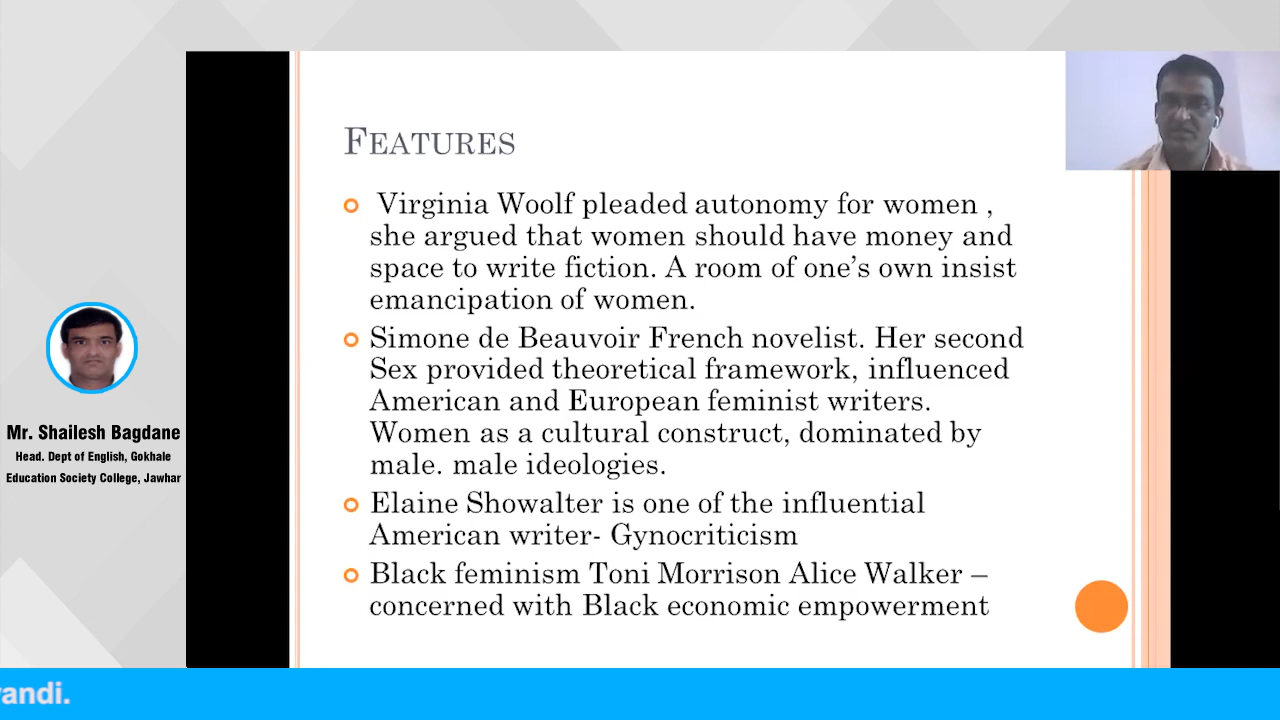 FEATURES
Virginia Woolf pleaded autonomy for women ,
she argued that women should have money and
space to write fiction. A room of one’s own insist
emancipation of women.
Simone de Beauvoir French novelist. Her second
Sex provided theoretical framework, influenced
American and European feminist writers.
Women as a cultural construct, dominated by
male. male ideologies.
Elaine Showalter is one of the influential
American writer- Gynocriticism
Black feminism Toni Morrison Alice Walker –
concerned with Black economic empowerment
Mr. Shailesh Bagdane
Head. Dept of English, Gokhale
Education Society College, Jawhar